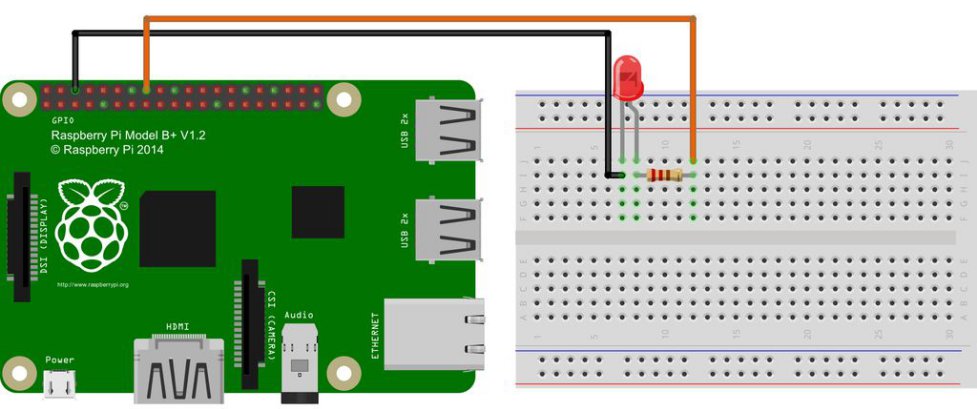 GPIO
Raspberry Pi Model B+ V1.2
© Raspberry Pi 2014
DSI (DISPLAY)
TM
http://www.raspberrypi.org
USB 2x
USB 2x
HDMI
CSI (CAMERA)
Audio
ETHERNET
Power
1 5 10 15 20 25 30
J J
I I
H H
G G
F F
E E
D D
C C
B B
A A
1 5 10 15 20 25 30